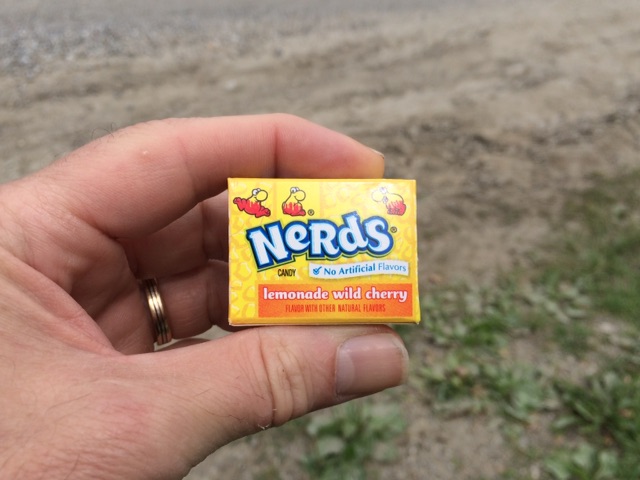 NeRdS®
CANDY
No Artificial Flavors
lemonade wild cherry
FLAVOR WITH OTHER NATURAL FLAVORS